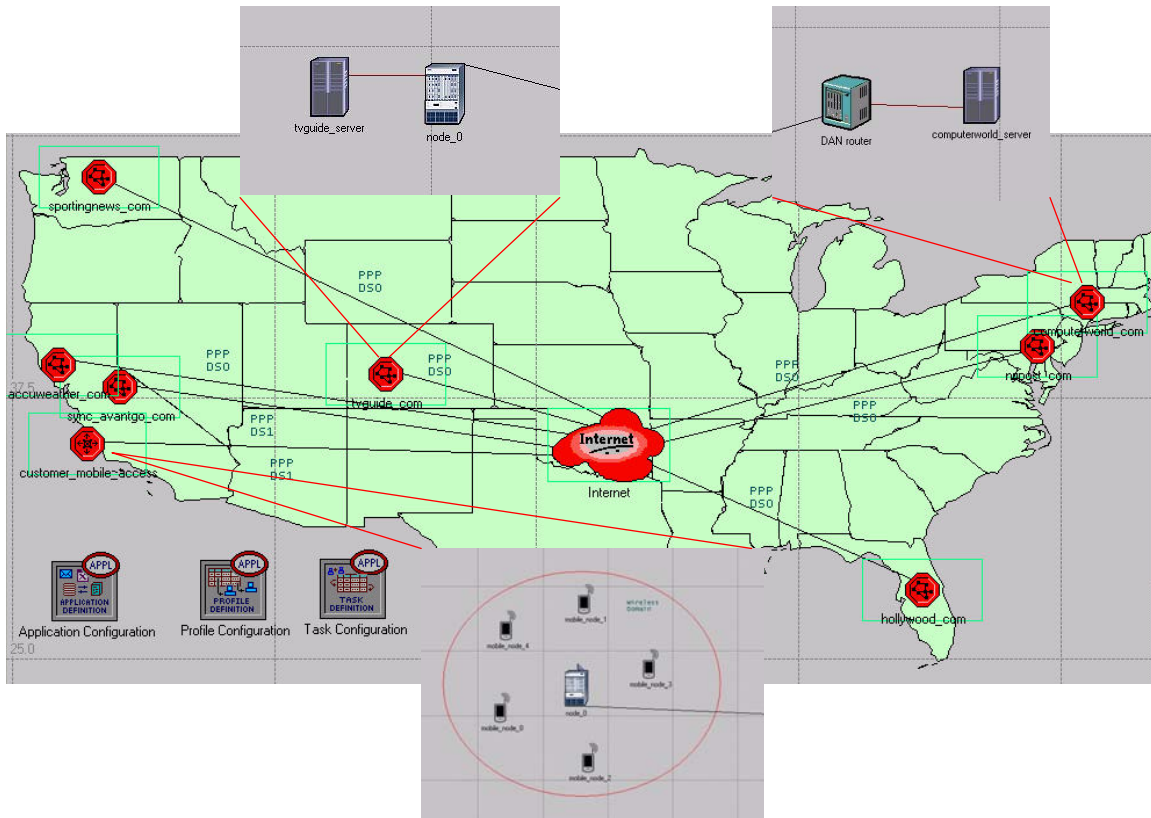 tvguide_server
node_0
DAN router
computerworld_server
sportingnews_com
PPP
DS0
PPP
DS0
PPP
DS0
PPP
DS0
computerworld_com
nypost_com
accuweather_com
37.5
sync_avantgo_com
tvguide_com
PPP
DS0
PPP
DS1
PPP
DS1
Internet
Internet
customer_mobile_access
PPP
DS0
APPL
APPLICATION
DEFINITION
Application Configuration
APPL
PROFILE
DEFINITION
Profile Configuration
APPL
TASK
DEFINITION
Task Configuration
hollywood_com
25.0
wireless
DOMAIN
mobile_node_1
mobile_node_4
mobile_node_3
node_0
mobile_node_0
mobile_node_2